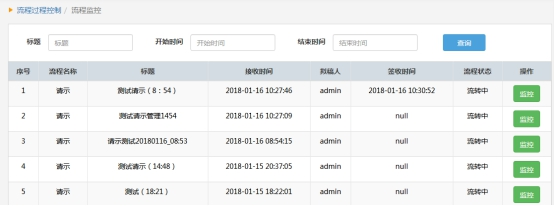 流程过程控制 / 流程监控
标题 标题 开始时间 开始时间 结束时间 结束时间 查询
序号 流程名称 标题 接收时间 拟稿人 签收时间 流程状态 操作
1 请示 测试请示（8：54） 2018-01-16 10:27:46 admin 2018-01-16 10:30:52 流转中 监控
2 请示 测试请示管理1454 2018-01-16 10:27:09 admin null 流转中 监控
3 请示 请示测试20180116_08:53 2018-01-16 08:54:15 admin null 流转中 监控
4 请示 测试请示（14:48） 2018-01-15 20:37:05 admin null 流转中 监控
5 请示 测试（18:21） 2018-01-15 18:22:01 admin null 流转中 监控